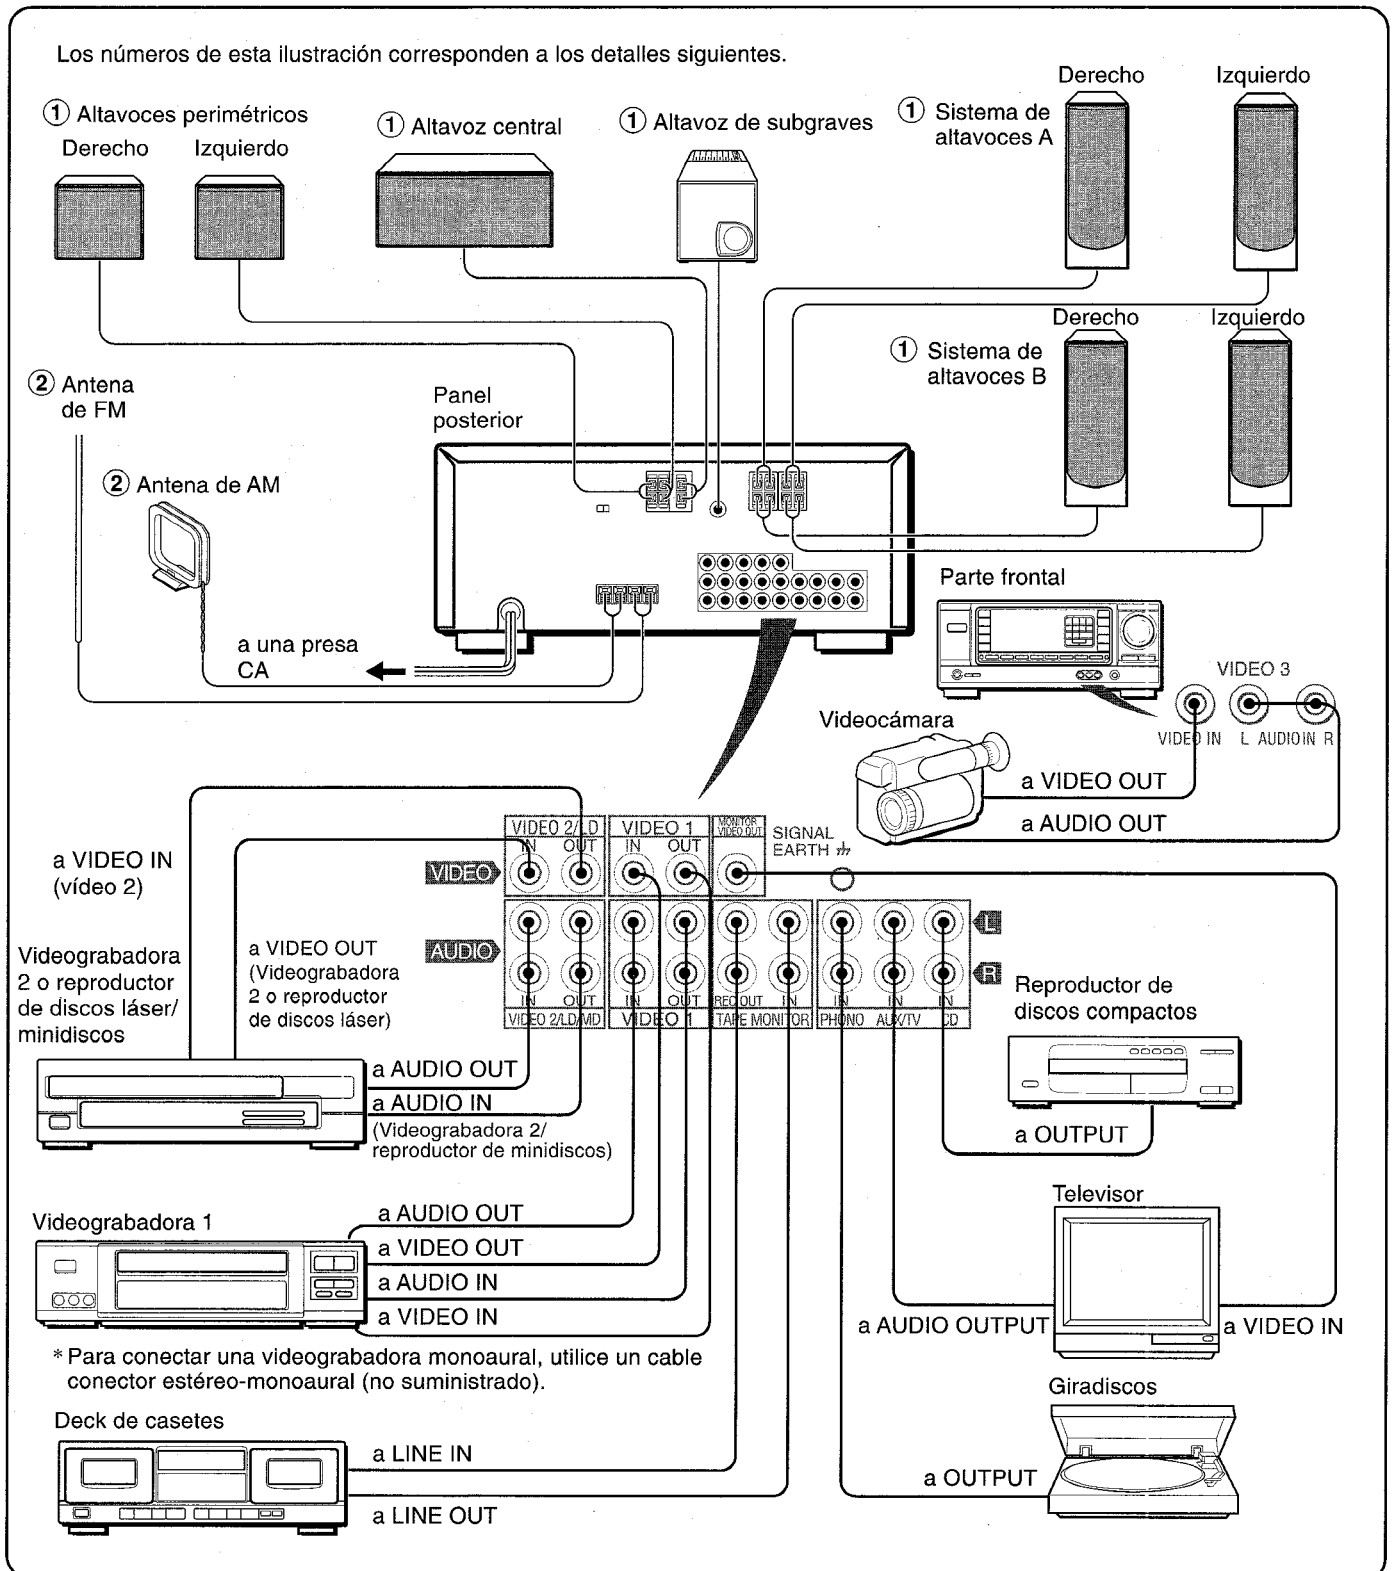 Los números de esta ilustración corresponden a los detalles siguientes.
① Altavoces perimétricos
Derecho Izquierdo
① Altavoz central
① Altavoz de subgraves
① Sistema de
altavoces A
Derecho Izquierdo
① Sistema de
altavoces B
Derecho Izquierdo
② Antena
de FM
② Antena de AM
Panel
posterior
a una presa
CA
Parte frontal
VIDEO 3
VIDEO IN L AUDIO IN R
Videocámara
a VIDEO OUT
a AUDIO OUT
VIDEO 2/LD VIDEO 1 MONITOR
VIDEO OUT
IN OUT IN OUT
SIGNAL
EARTH
VIDEO
AUDIO
L
R
IN OUT IN OUT REC OUT IN IN IN IN
VIDEO 2/LD/MD VIDEO 1 TAPE MONITOR PHONO AUX/TV CD
a VIDEO IN
(vídeo 2)
a VIDEO OUT
(Videograbadora
2 o reproductor
de discos láser)
Videograbadora
2 o reproductor
de discos láser/
minidiscos
a AUDIO OUT
a AUDIO IN
(Videograbadora 2/
reproductor de minidiscos)
Reproductor de
discos compactos
a OUTPUT
Videograbadora 1
a AUDIO OUT
a VIDEO OUT
a AUDIO IN
a VIDEO IN
Televisor
a AUDIO OUTPUT
a VIDEO IN
* Para conectar una videograbadora monoaural, utilice un cable
conector estéreo-monoaural (no suministrado).
Deck de casetes
a LINE IN
a LINE OUT
Giradiscos
a OUTPUT